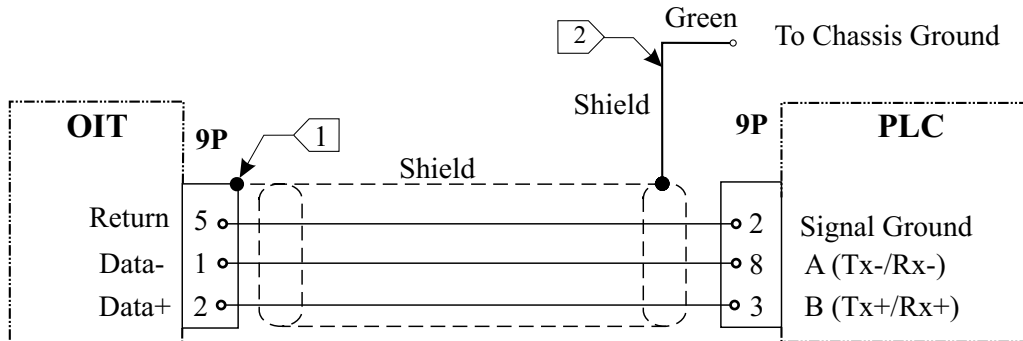 Green
2
To Chassis Ground
Shield
OIT
9P
1
Shield
9P
PLC
Return 5 2 Signal Ground
Data- 1 8 A (Tx-/Rx-)
Data+ 2 3 B (Tx+/Rx+)